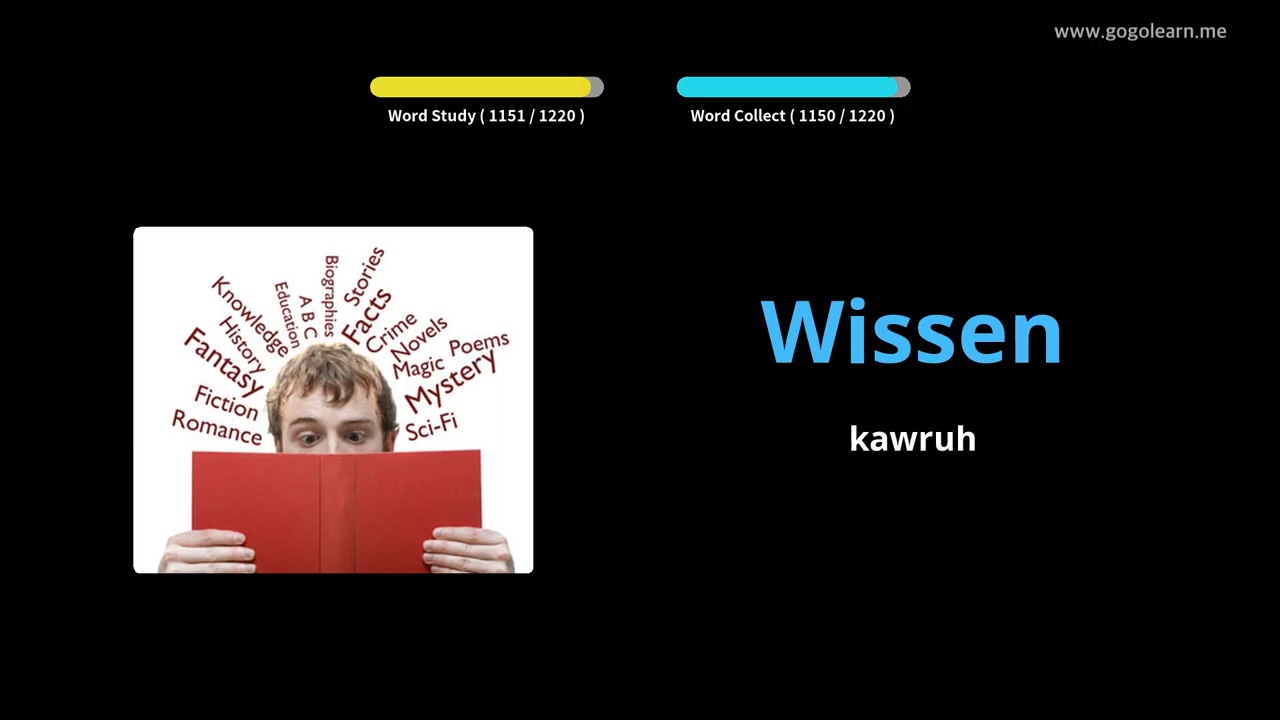 www.gogolearn.me
Word Study ( 1151 / 1220 )
Word Collect ( 1150 / 1220 )
Biographies
Stories
Education
A B C
Facts
Knowledge
Crime
History
Novels
Fantasy
Magic
Poems
Mystery
Fiction
Romance
Sci-Fi
Wissen
kawruh